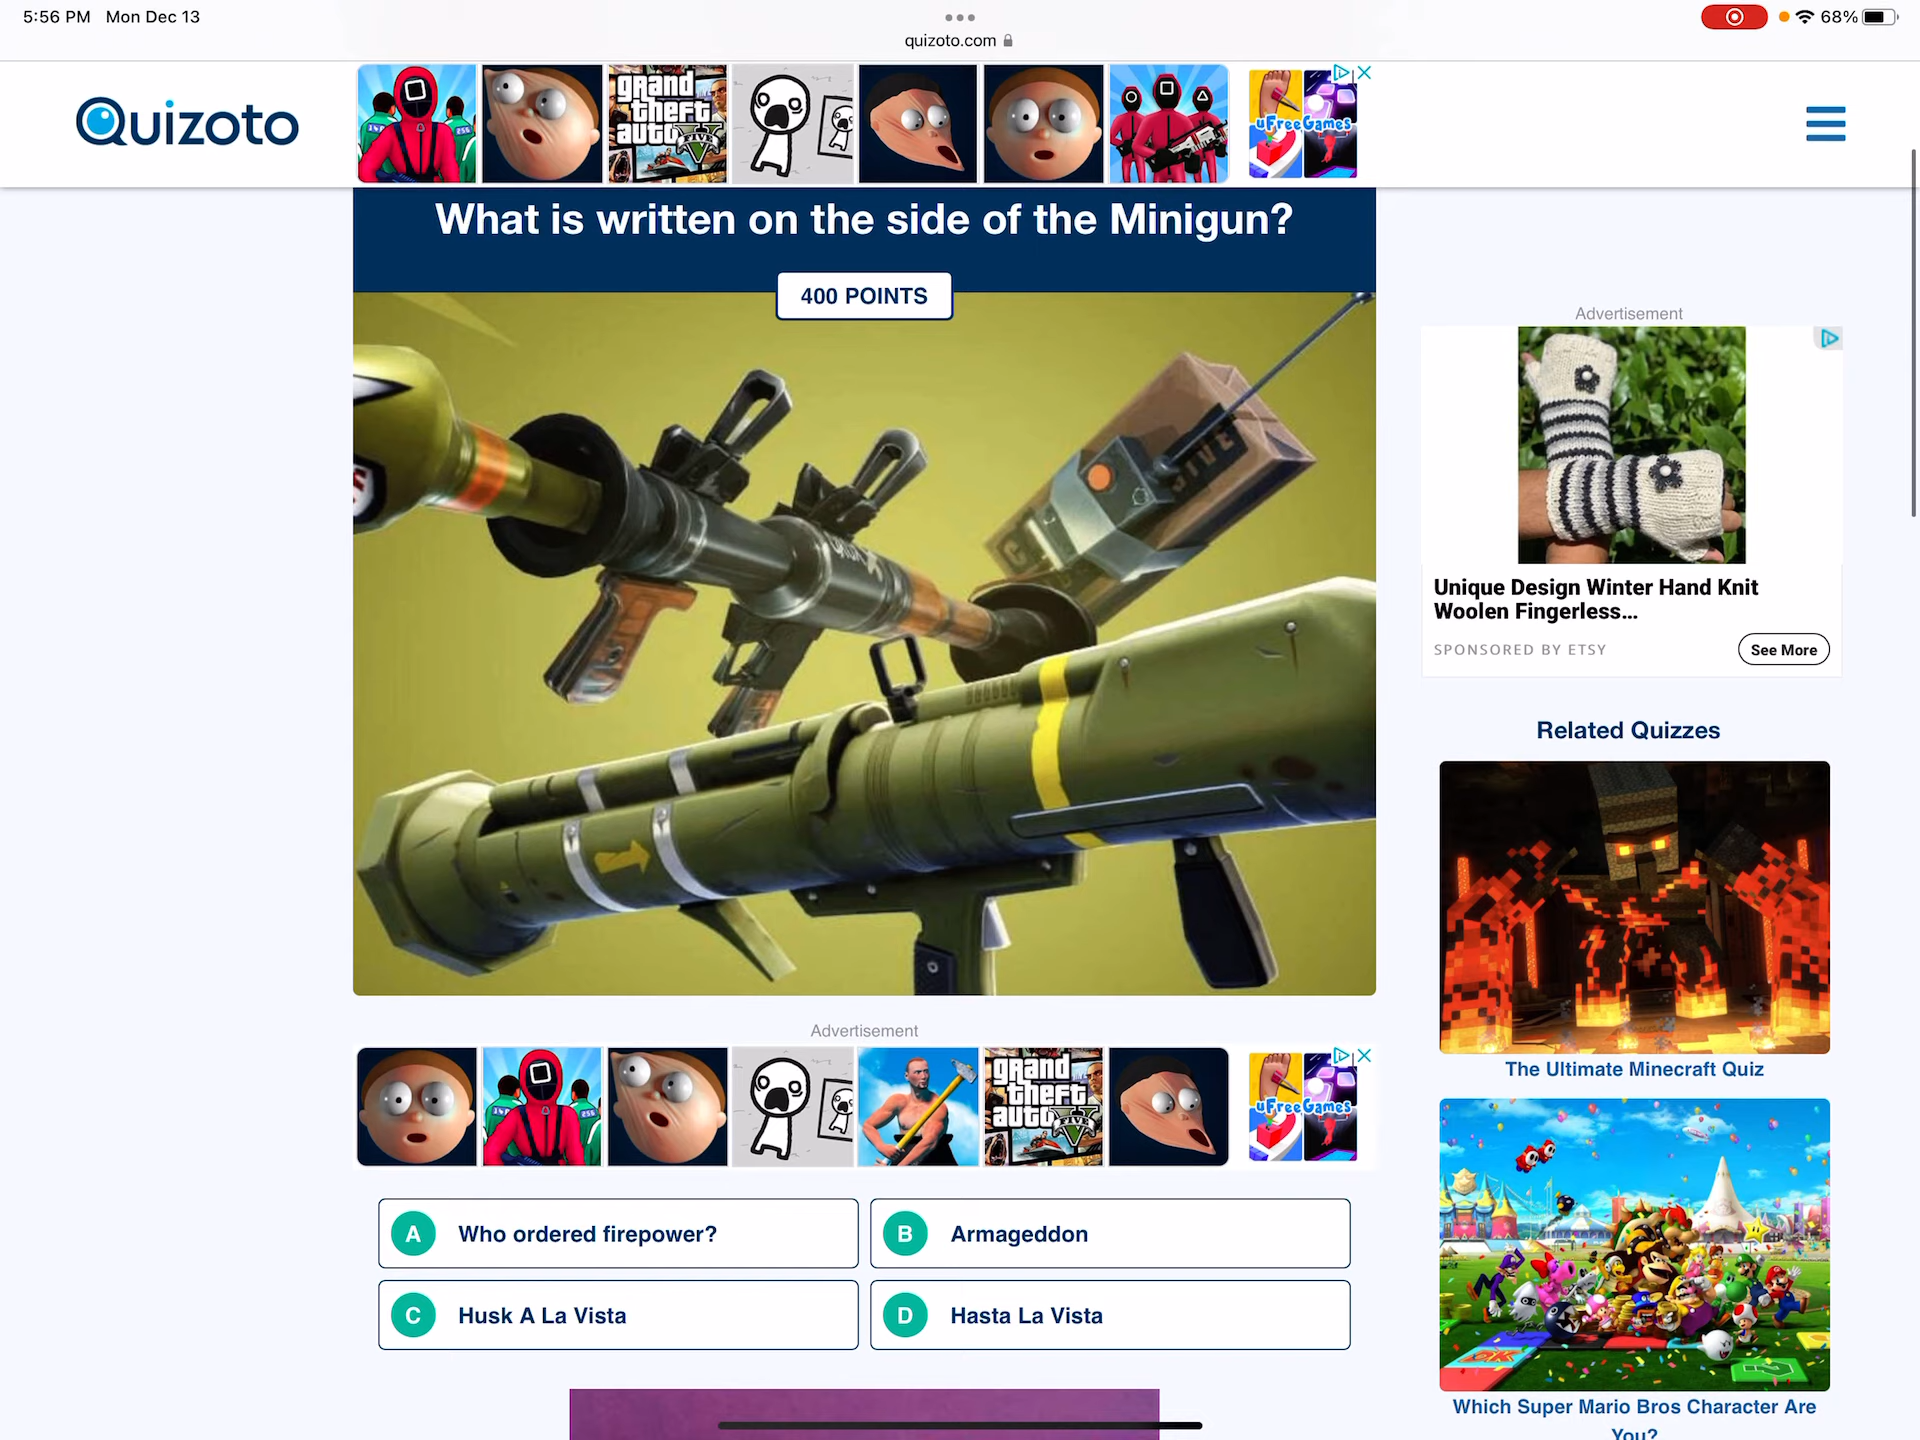 5:56 PM Mon Dec 13
68%
quizoto.com
Quizoto
grand
theft
auto
FIVE
uFreeGames
What is written on the side of the Minigun?
400 POINTS
Advertisement
Unique Design Winter Hand Knit
Woolen Fingerless...
SPONSORED BY ETSY
See More
Related Quizzes
The Ultimate Minecraft Quiz
Which Super Mario Bros Character Are
You?
Advertisement
grand
theft
auto
uFreeGames
A Who ordered firepower?
B Armageddon
C Husk A La Vista
D Hasta La Vista